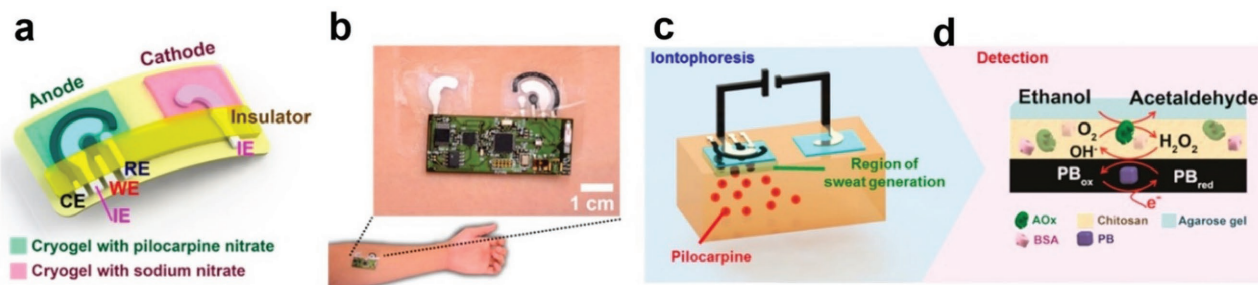 a
Cathode
Anode
Insulator
IE
RE
WE
CE
IE
Cryogel with pilocarpine nitrate
Cryogel with sodium nitrate
b
1 cm
c
Iontophoresis
Region of
sweat generation
Pilocarpine
d
Detection
Ethanol
Acetaldehyde
O₂
OH⁻
H₂O₂
PBₒₓ
PB_red
e⁻
AOx
Chitosan
Agarose gel
BSA
PB